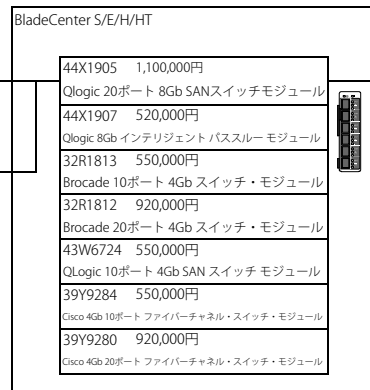 BladeCenter S/E/H/HT
44X1905 1,100,000円
Qlogic 20ポート 8Gb SANスイッチモジュール
44X1907 520,000円
Qlogic 8Gb インテリジェント パススルー モジュール
32R1813 550,000円
Brocade 10ポート 4Gb スイッチ・モジュール
32R1812 920,000円
Brocade 20ポート 4Gb スイッチ・モジュール
43W6724 550,000円
QLogic 10ポート 4Gb SAN スイッチ モジュール
39Y9284 550,000円
Cisco 4Gb 10ポート ファイバーチャネル・スイッチ・モジュール
39Y9280 920,000円
Cisco 4Gb 20ポート ファイバーチャネル・スイッチ・モジュール